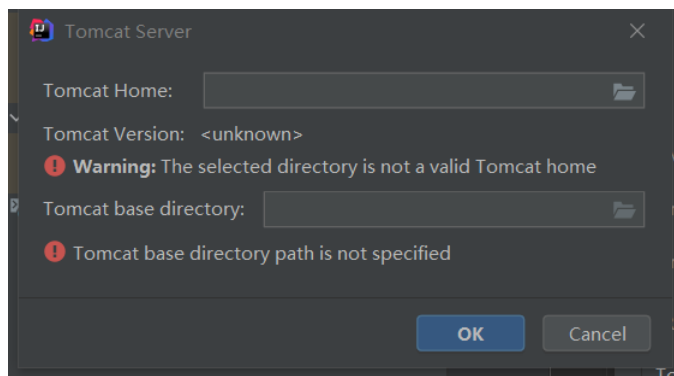 Tomcat Server
Tomcat Home:
Tomcat Version: <unknown>
Warning: The selected directory is not a valid Tomcat home
Tomcat base directory:
Tomcat base directory path is not specified
OK Cancel